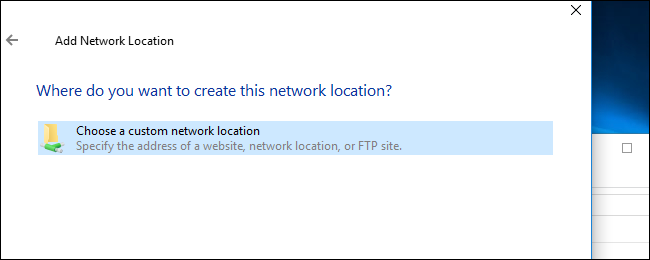 Add Network Location
Where do you want to create this network location?
Choose a custom network location
Specify the address of a website, network location, or FTP site.